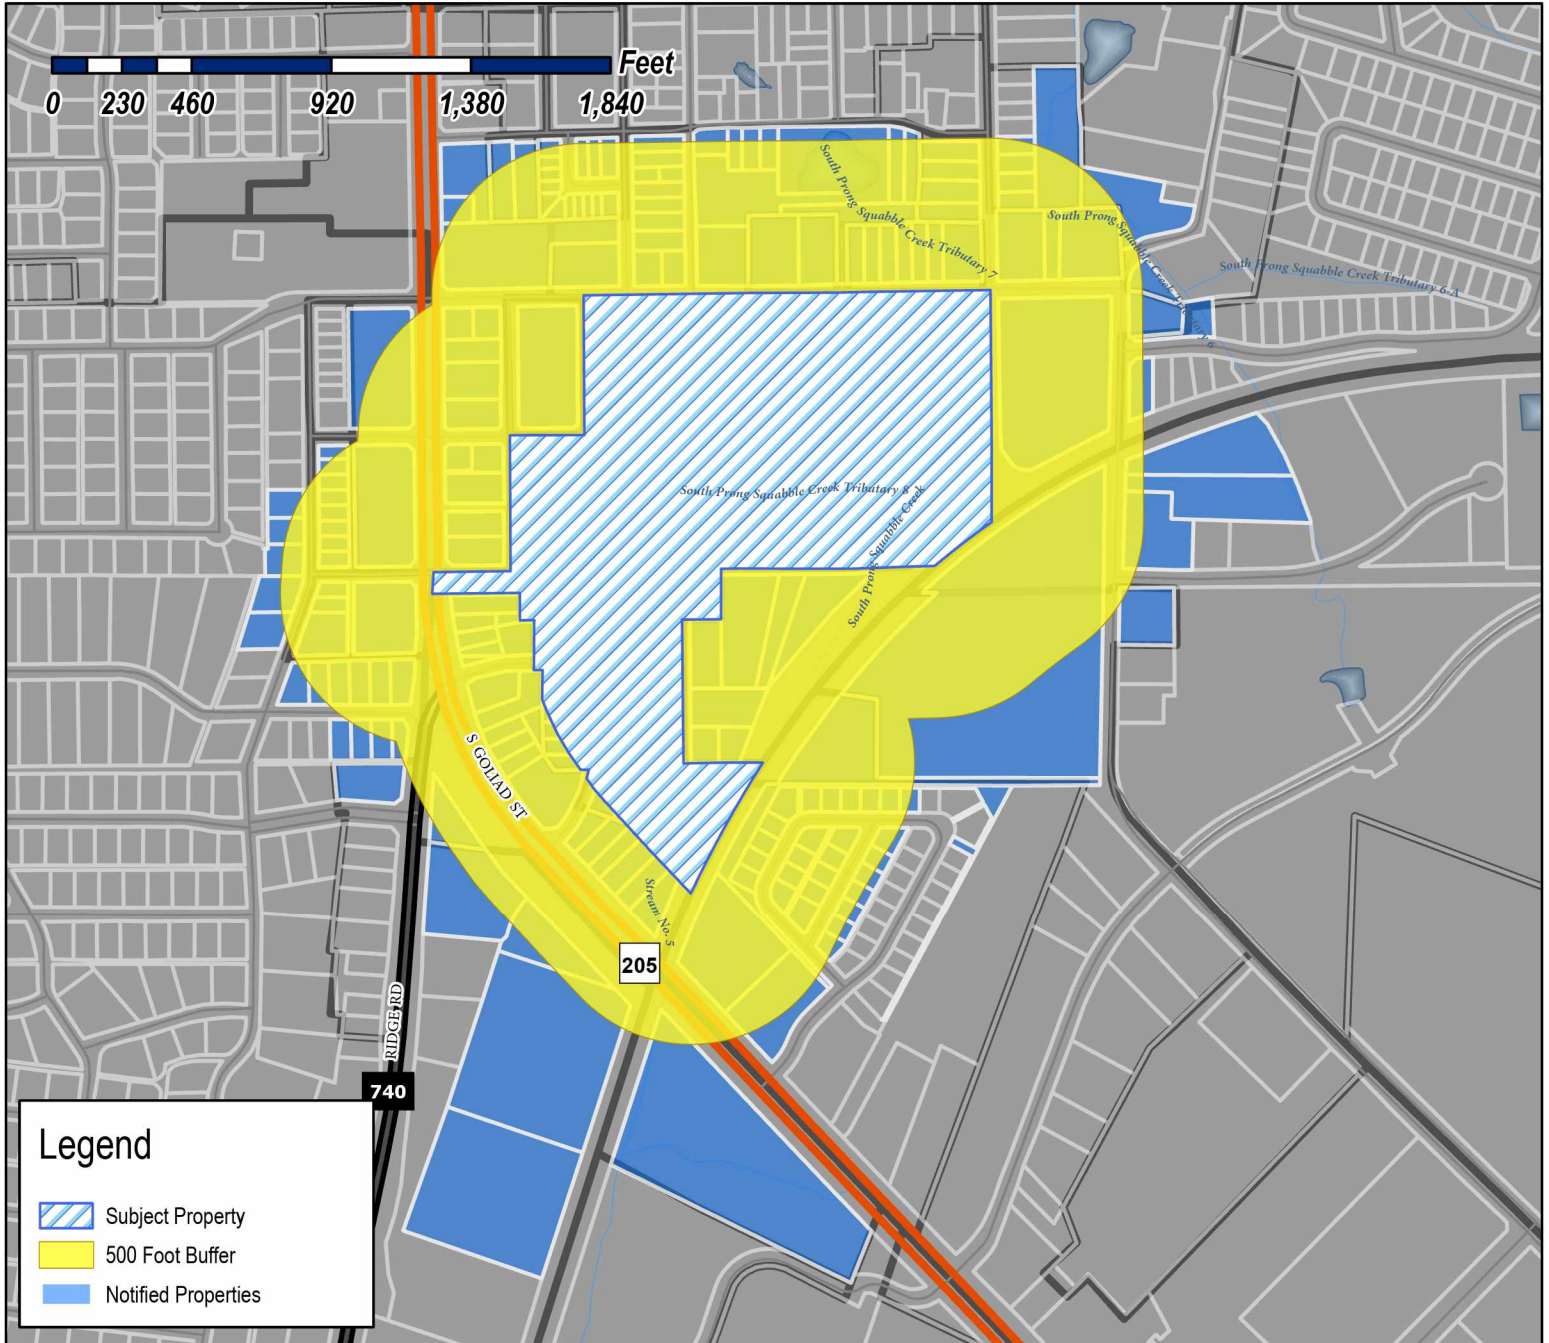 Feet
0 230 460 920 1,380 1,840
South Prong Squabble Creek Tributary 7
South Prong Squabble Creek Tributary 6
South Prong Squabble Creek Tributary 6-A
South Prong Squabble Creek Tributary 8
South Prong Squabble Creek
S GOLIAD ST
Stream No. 5
205
RIDGE RD
740
Legend
Subject Property
500 Foot Buffer
Notified Properties